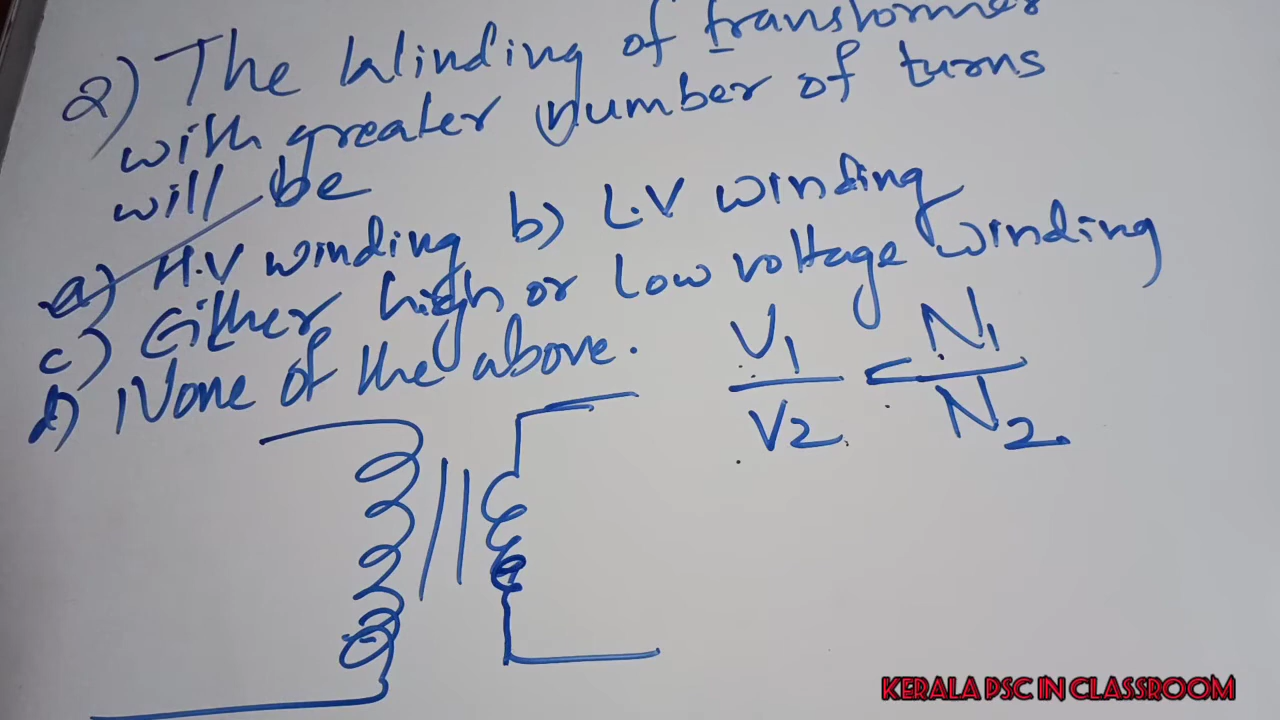 2) The Winding of transformer
with greater number of turns
will be
a) H.V winding b) L.V winding
c) Either high or low voltage winding
d) None of the above.
V1/V2 = N1/N2
KERALA PSC IN CLASSROOM